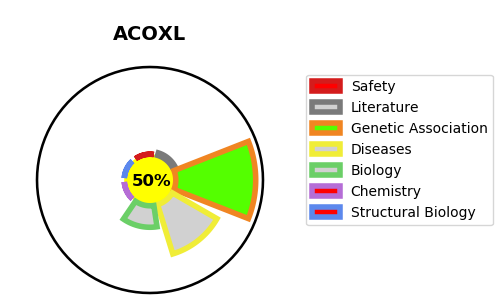 ACOXL
50%
Safety
Literature
Genetic Association
Diseases
Biology
Chemistry
Structural Biology